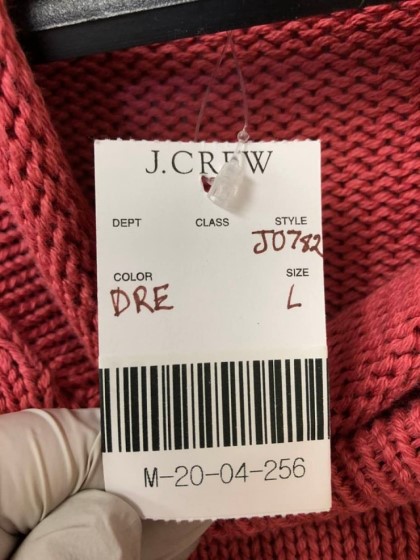 J.CREW
DEPT CLASS STYLE
J0782
COLOR SIZE
DRE L
M-20-04-256